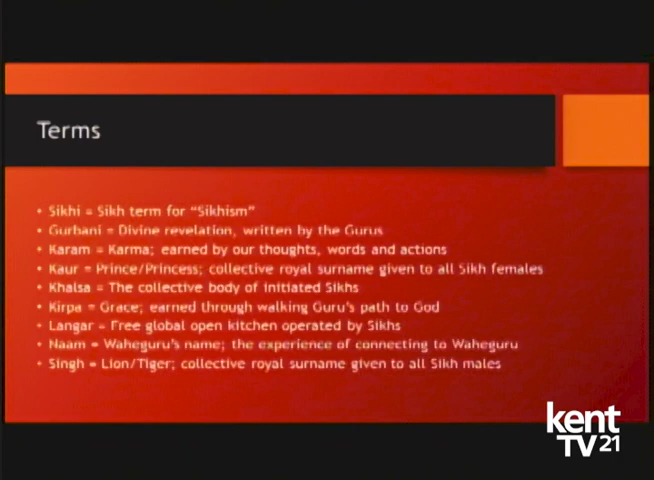 Terms
• Sikhi = Sikh term for "Sikhism"
• Gurbani = Divine revelation, written by the Gurus
• Karam = Karma; earned by our thoughts, words and actions
• Kaur = Prince/Princess; collective royal surname given to all Sikh females
• Khalsa = The collective body of initiated Sikhs
• Kirpa = Grace; earned through walking Guru's path to God
• Langar = Free global open kitchen operated by Sikhs
• Naam = Waheguru's name; the experience of connecting to Waheguru
• Singh = Lion/Tiger; collective royal surname given to all Sikh males
kent
TV21